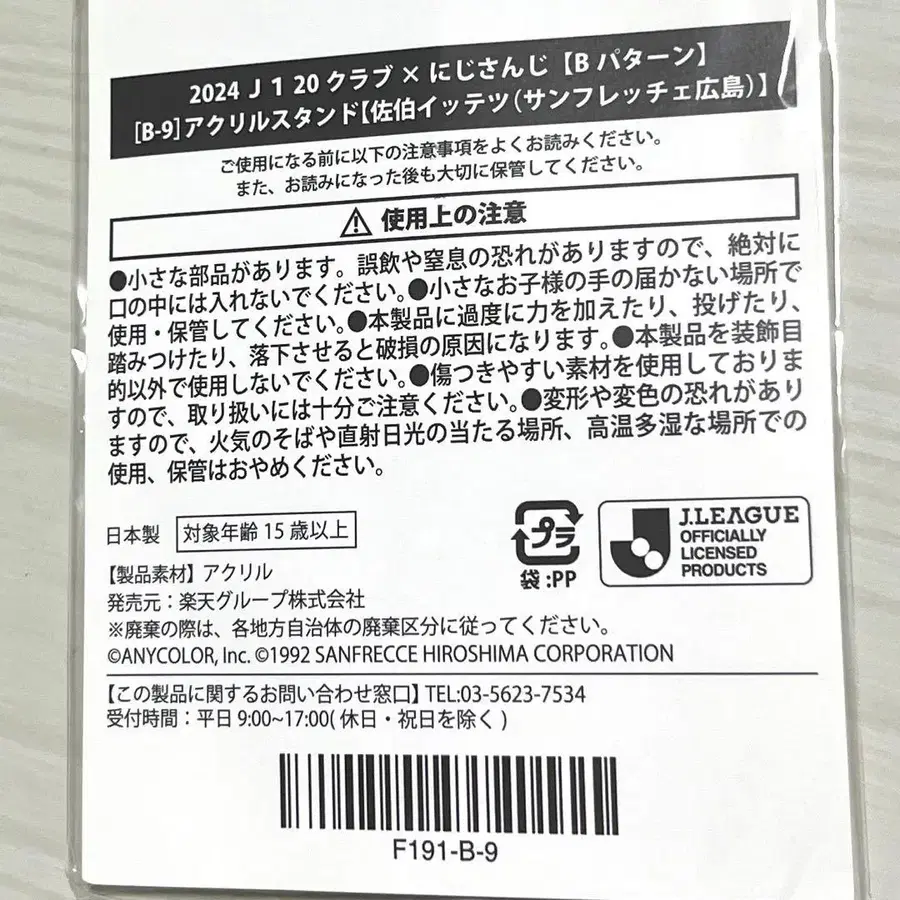 2024 J1 20クラブ×にじさんじ【Bパターン】
[B-9]アクリルスタンド【佐伯イッテツ(サンフレッチェ広島)】
ご使用になる前に以下の注意事項をよくお読みください。
また、お読みになった後も大切に保管してください。
⚠使用上の注意
●小さな部品があります。誤飲や窒息の恐れがありますので、絶対に
口の中には入れないでください。●小さなお子様の手の届かない場所で
使用・保管してください。●本製品に過度に力を加えたり、投げたり、
踏みつけたり、落下させると破損の原因になります。●本製品を装飾目
的以外で使用しないでください。●傷つきやすい素材を使用しておりま
すので、取り扱いには十分ご注意ください。●変形や変色の恐れがあり
ますので、火気のそばや直射日光の当たる場所、高温多湿な場所での
使用、保管はおやめください。
日本製 対象年齢15歳以上
プラ
袋:PP
J.LEAGUE
OFFICIALLY
LICENSED
PRODUCTS
【製品素材】アクリル
発売元:楽天グループ株式会社
※廃棄の際は、各地方自治体の廃棄区分に従ってください。
©ANYCOLOR, Inc. ©1992 SANFRECCE HIROSHIMA CORPORATION
【この製品に関するお問い合わせ窓口】TEL:03-5623-7534
受付時間:平日9:00~17:00(休日・祝日を除く)
F191-B-9